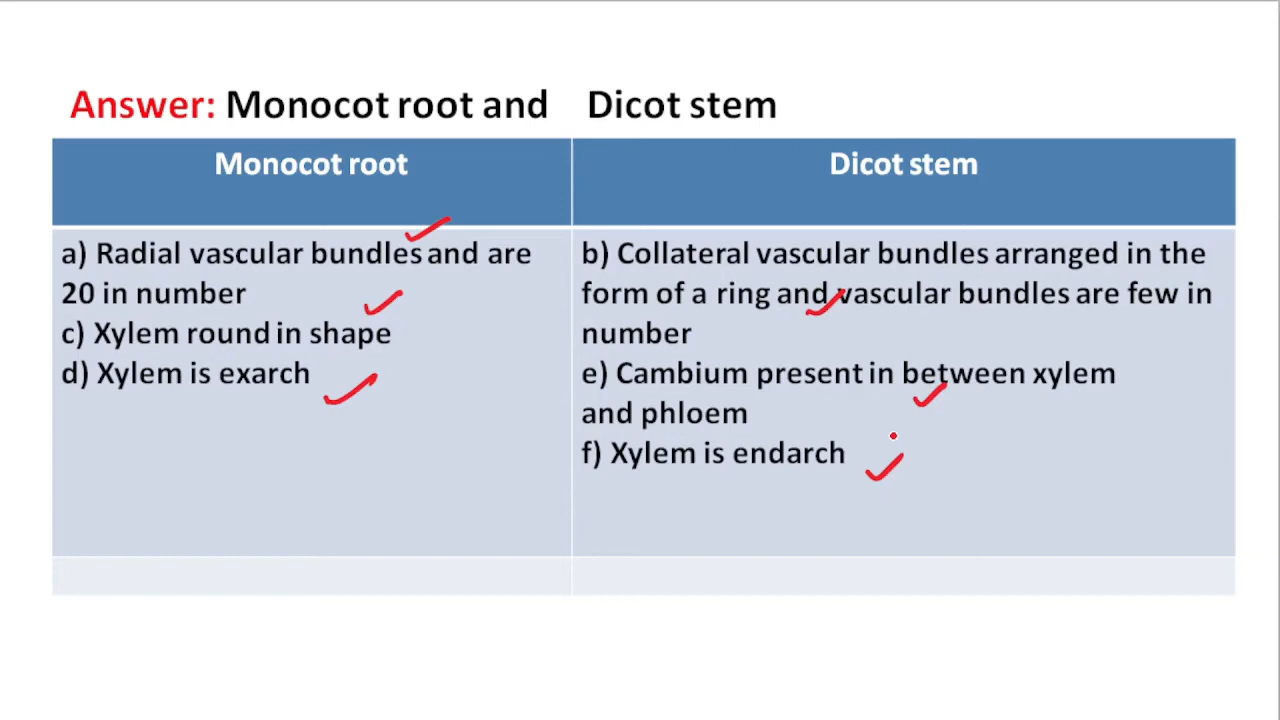 Answer: Monocot root and Dicot stem
Monocot root
Dicot stem
a) Radial vascular bundles and are
20 in number
c) Xylem round in shape
d) Xylem is exarch
b) Collateral vascular bundles arranged in the
form of a ring and vascular bundles are few in
number
e) Cambium present in between xylem
and phloem
f) Xylem is endarch